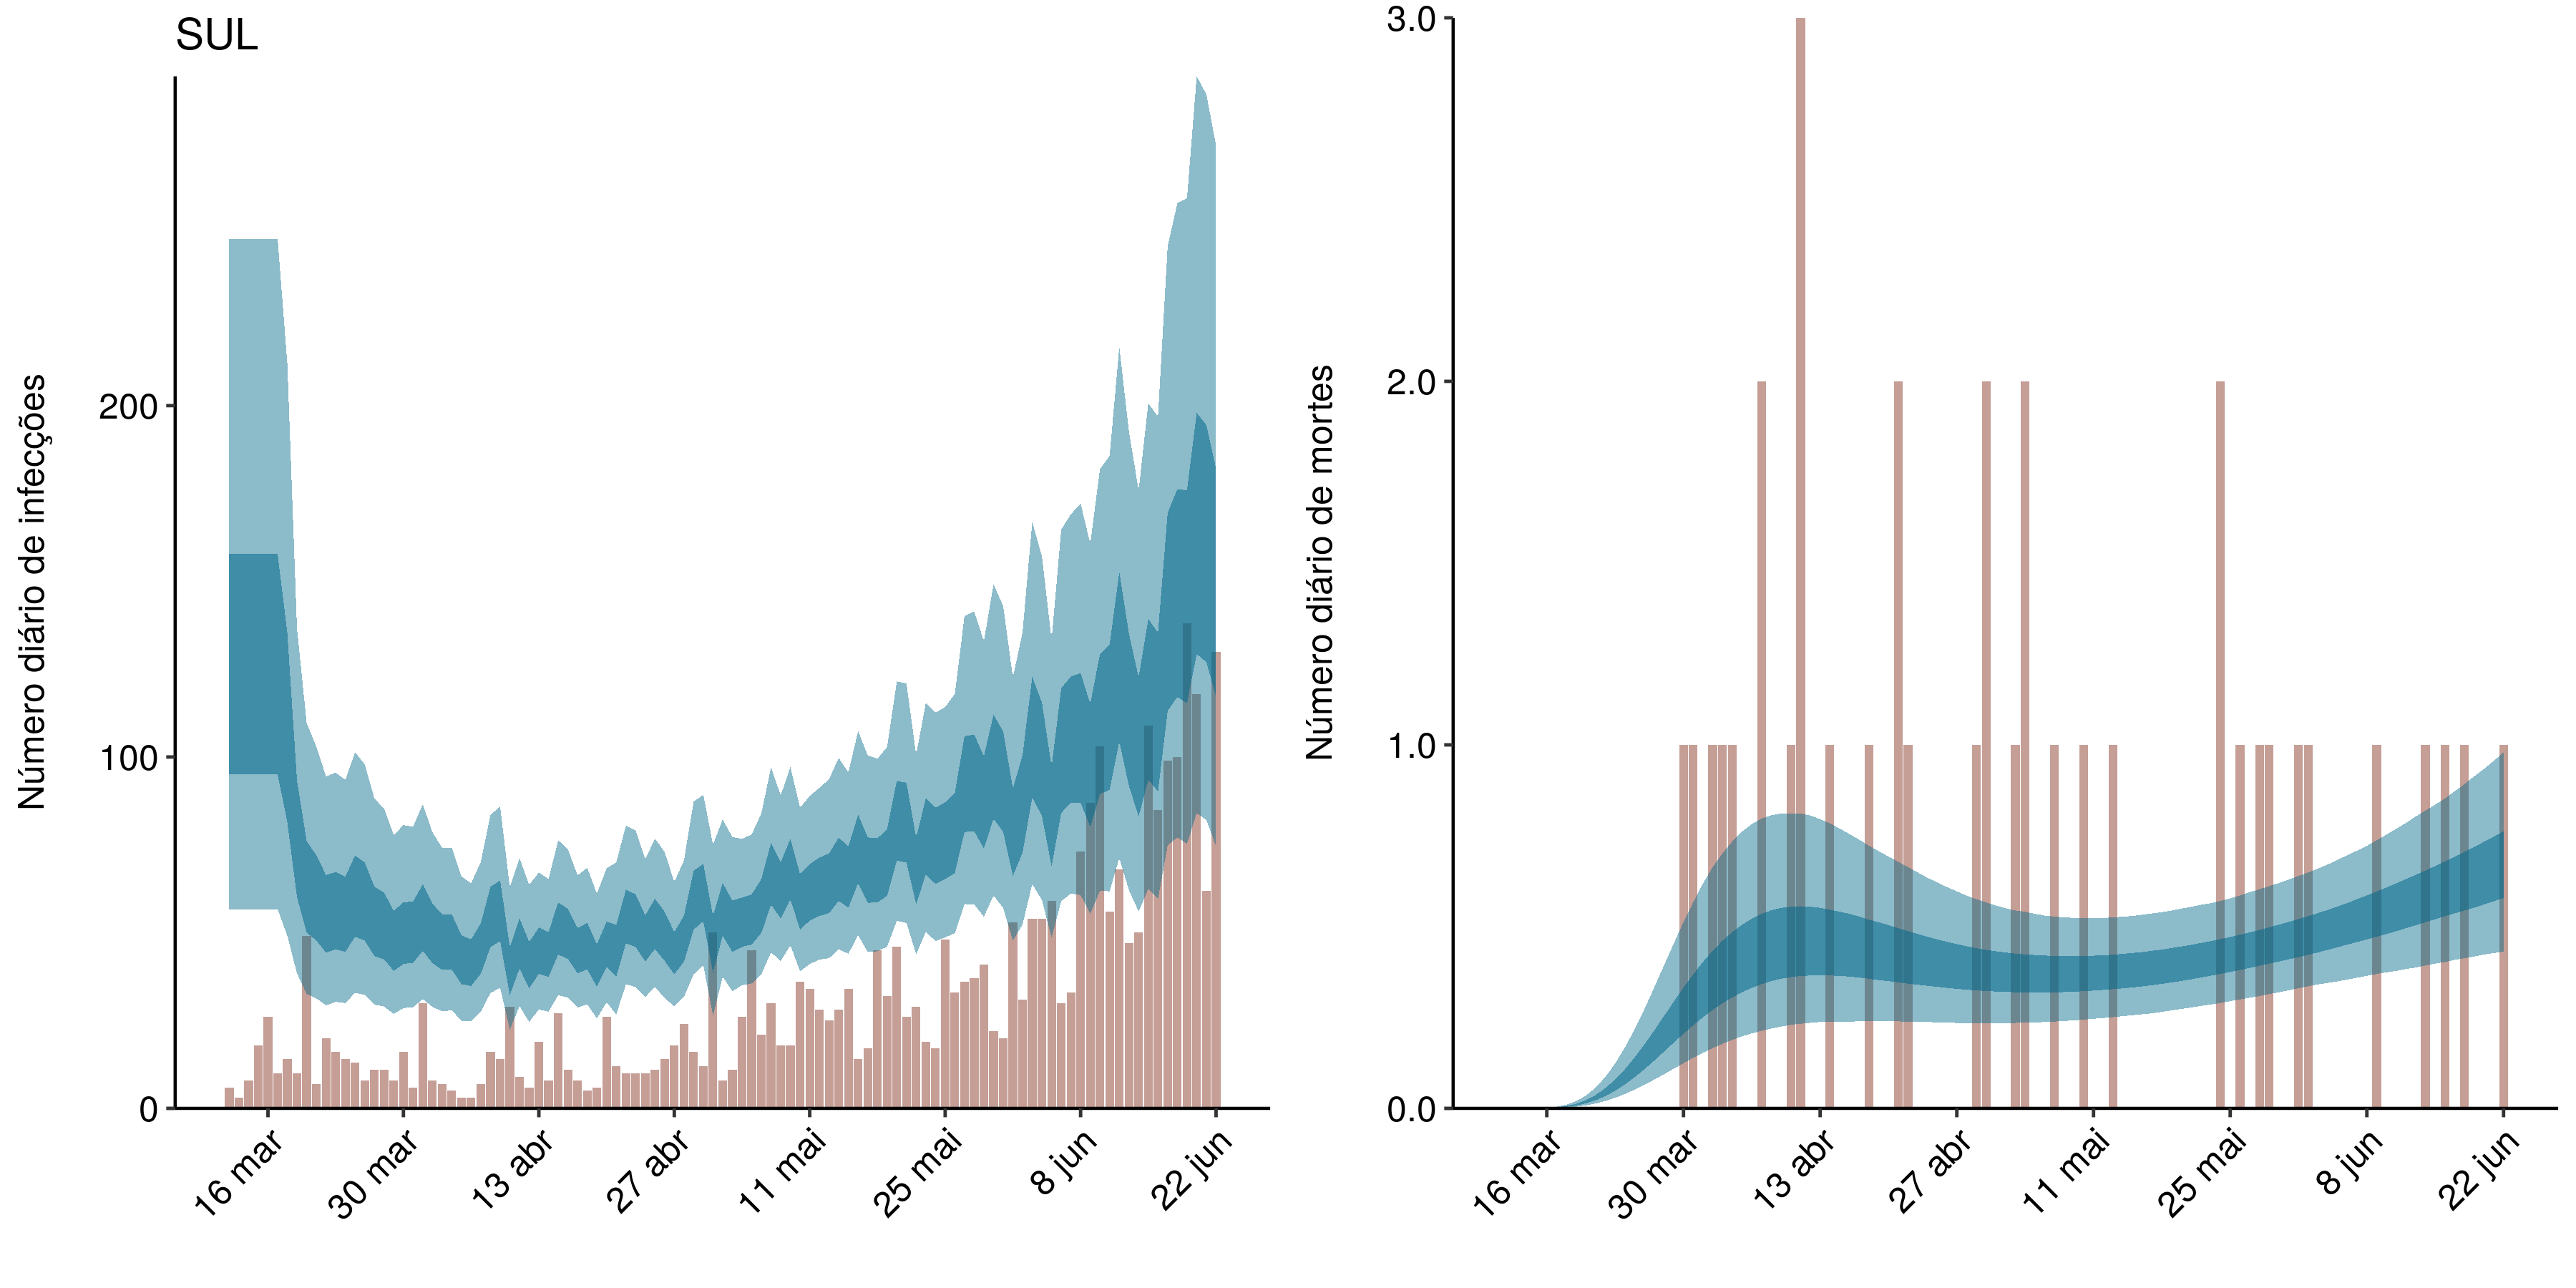 SUL
Número diário de infecções
200
100
0
16 mar
30 mar
13 abr
27 abr
11 mai
25 mai
8 jun
22 jun
Número diário de mortes
3.0
2.0
1.0
0.0
16 mar
30 mar
13 abr
27 abr
11 mai
25 mai
8 jun
22 jun